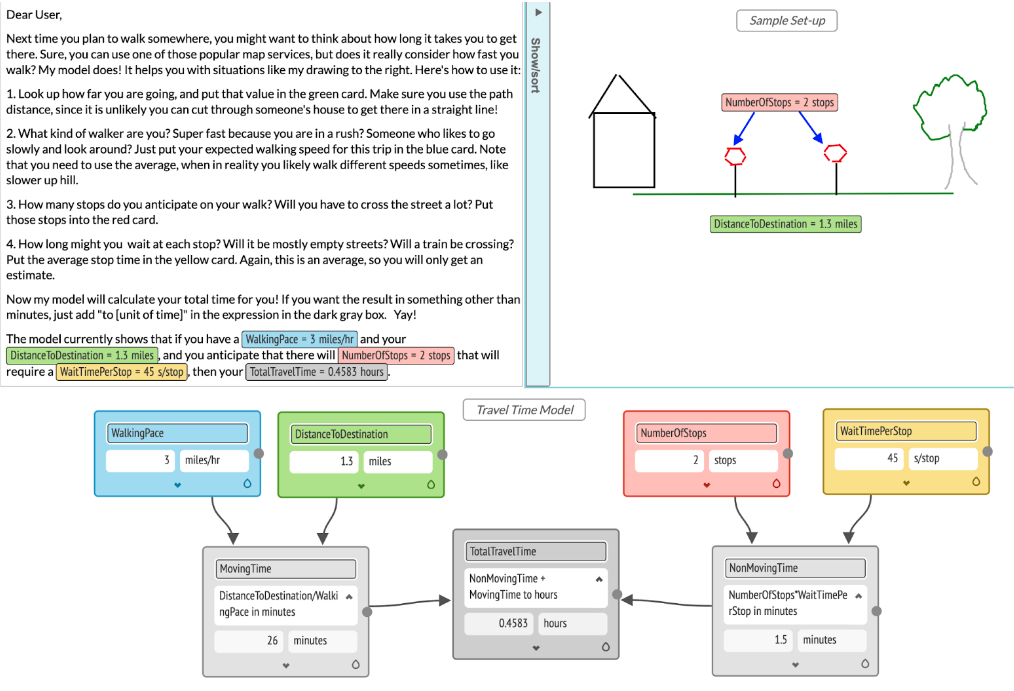 Dear User,
Next time you plan to walk somewhere, you might want to think about how long it takes you to get
there. Sure, you can use one of those popular map services, but does it really consider how fast you
walk? My model does! It helps you with situations like my drawing to the right. Here's how to use it:
1. Look up how far you are going, and put that value in the green card. Make sure you use the path
distance, since it is unlikely you can cut through someone's house to get there in a straight line!
2. What kind of walker are you? Super fast because you are in a rush? Someone who likes to go
slowly and look around? Just put your expected walking speed for this trip in the blue card. Note
that you need to use the average, when in reality you likely walk different speeds sometimes, like
slower up hill.
3. How many stops do you anticipate on your walk? Will you have to cross the street a lot? Put
those stops into the red card.
4. How long might you wait at each stop? Will it be mostly empty streets? Will a train be crossing?
Put the average stop time in the yellow card. Again, this is an average, so you will only get an
estimate.
Now my model will calculate your total time for you! If you want the result in something other than
minutes, just add "to [unit of time]" in the expression in the dark gray box. Yay!
The model currently shows that if you have a WalkingPace = 3 miles/hr and your
DistanceToDestination = 1.3 miles, and you anticipate that there will NumberOfStops = 2 stops that will
require a WaitTimePerStop = 45 s/stop, then your TotalTravelTime = 0.4583 hours.
Show/sort
Sample Set-up
NumberOfStops = 2 stops
DistanceToDestination = 1.3 miles
Travel Time Model
WalkingPace
3 miles/hr
DistanceToDestination
1.3 miles
NumberOfStops
2 stops
WaitTimePerStop
45 s/stop
MovingTime
DistanceToDestination/Walki
ngPace in minutes
26 minutes
TotalTravelTime
NonMovingTime +
MovingTime to hours
0.4583 hours
NonMovingTime
NumberOfStops*WaitTimePe
rStop in minutes
1.5 minutes